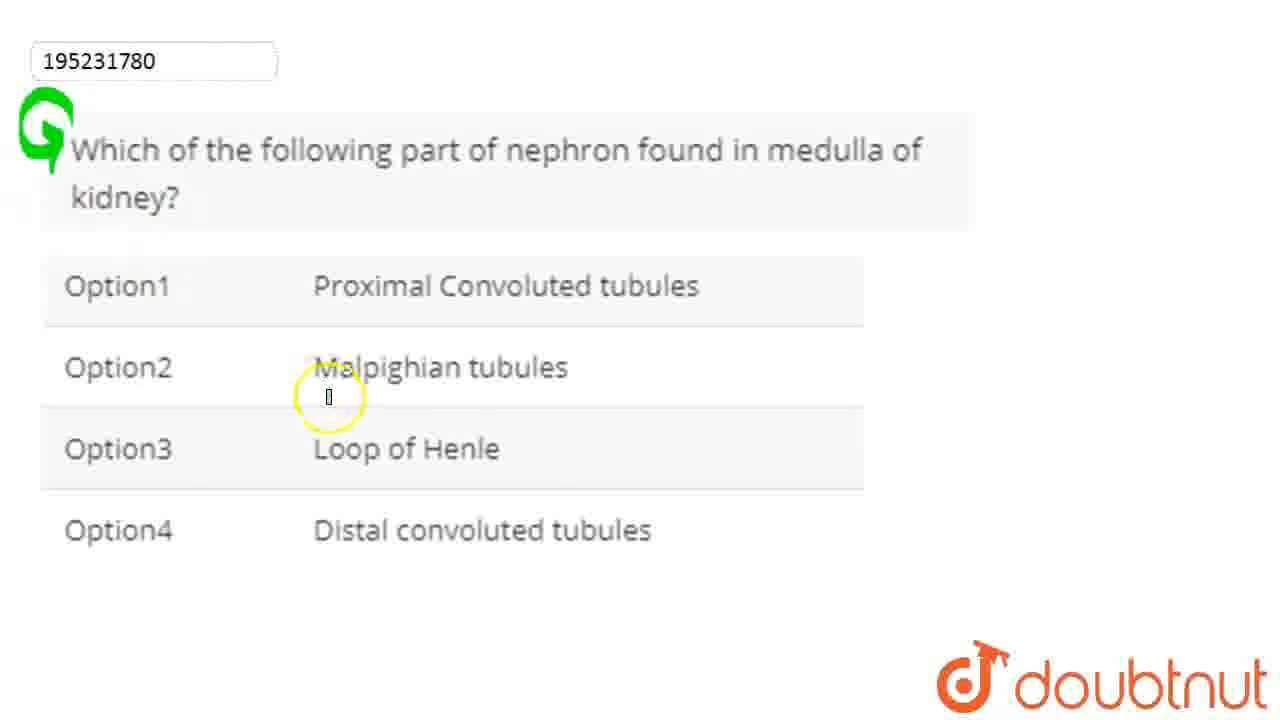 195231780
Which of the following part of nephron found in medulla of
kidney?
Option1 Proximal Convoluted tubules
Option2 Malpighian tubules
Option3 Loop of Henle
Option4 Distal convoluted tubules
doubtnut